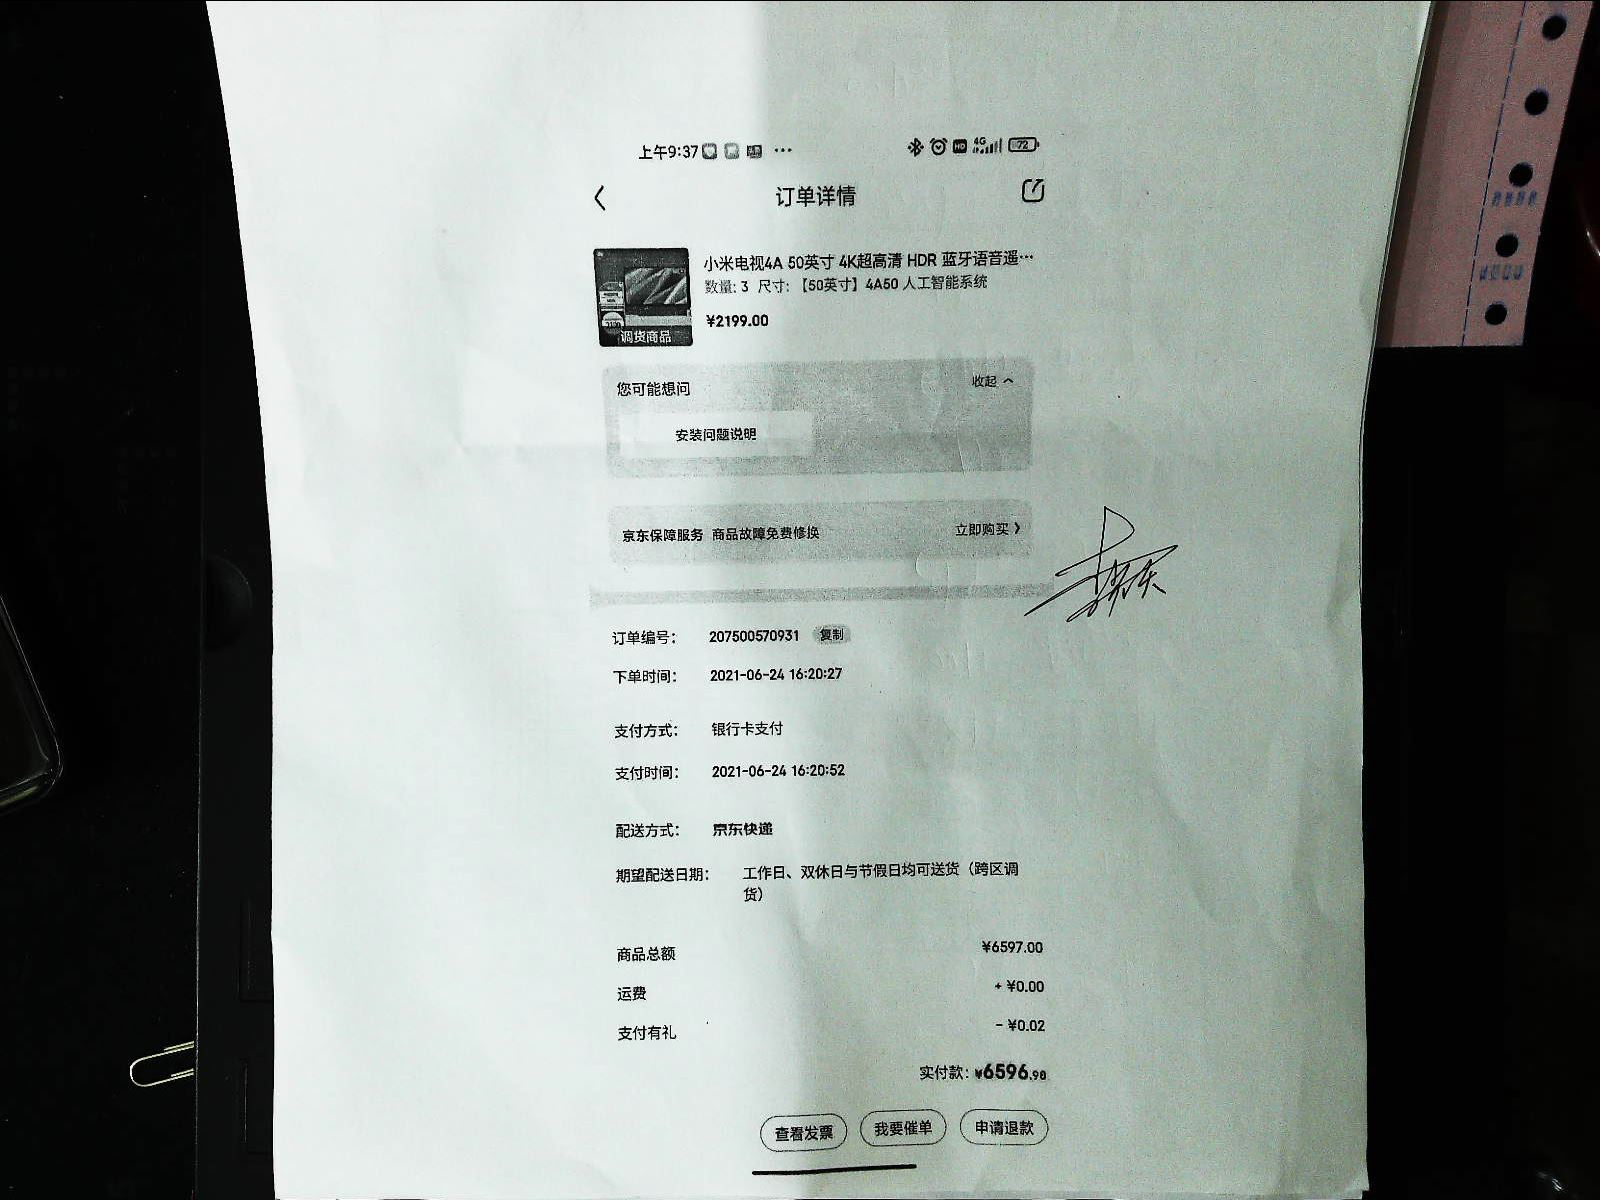 上午9:37 ···
HD 4G 72
订单详情
小米电视4A 50英寸 4K超高清 HDR 蓝牙语音遥···
数量: 3 尺寸: 【50英寸】4A50 人工智能系统
¥2199.00
调货商品
您可能想问
收起
安装问题说明
京东保障服务 商品故障免费修换
立即购买
订单编号: 207500570931 复制
下单时间: 2021-06-24 16:20:27
支付方式: 银行卡支付
支付时间: 2021-06-24 16:20:52
配送方式: 京东快递
期望配送日期: 工作日、双休日与节假日均可送货（跨区调
货）
商品总额 ¥6597.00
运费 + ¥0.00
支付有礼 - ¥0.02
实付款: ¥6596.98
查看发票
我要催单
申请退款